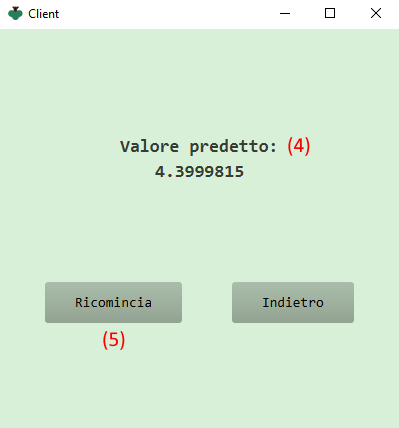 Client
Valore predetto: (4)
4.3999815
Ricomincia
Indietro
(5)